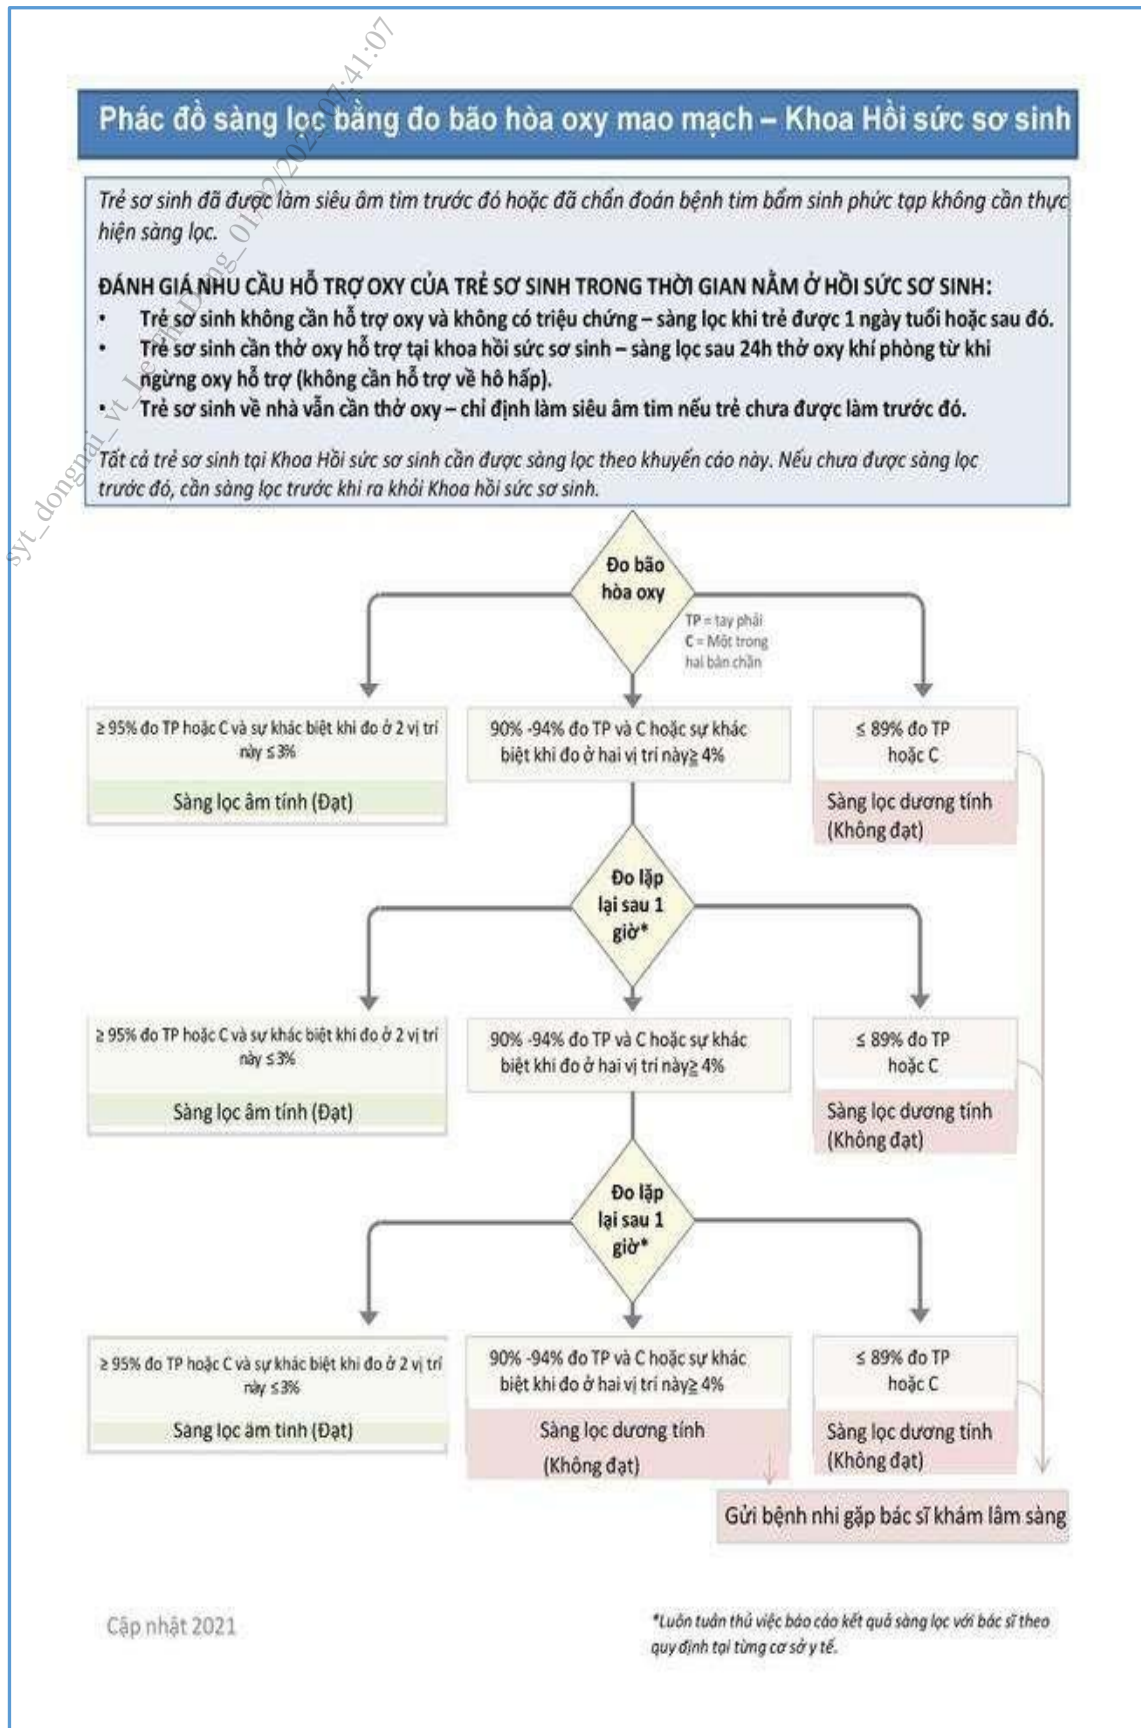 Phác đồ sàng lọc bằng đo bão hòa oxy mao mạch – Khoa Hồi sức sơ sinh
Trẻ sơ sinh đã được làm siêu âm tim trước đó hoặc đã chẩn đoán bệnh tim bẩm sinh phức tạp không cần thực
hiện sàng lọc.
ĐÁNH GIÁ NHU CẦU HỖ TRỢ OXY CỦA TRẺ SƠ SINH TRONG THỜI GIAN NẰM Ở HỒI SỨC SƠ SINH:
• Trẻ sơ sinh không cần hỗ trợ oxy và không có triệu chứng – sàng lọc khi trẻ được 1 ngày tuổi hoặc sau đó.
• Trẻ sơ sinh cần thở oxy hỗ trợ tại khoa hồi sức sơ sinh – sàng lọc sau 24h thở oxy khí phòng từ khi
ngừng oxy hỗ trợ (không cần hỗ trợ về hô hấp).
• Trẻ sơ sinh về nhà vẫn cần thở oxy – chỉ định làm siêu âm tim nếu trẻ chưa được làm trước đó.
Tất cả trẻ sơ sinh tại Khoa Hồi sức sơ sinh cần được sàng lọc theo khuyến cáo này. Nếu chưa được sàng lọc
trước đó, cần sàng lọc trước khi ra khỏi Khoa hồi sức sơ sinh.
Đo bão
hòa oxy
TP = tay phải
C = Một trong
hai bàn chân
≥ 95% đo TP hoặc C và sự khác biệt khi đo ở 2 vị trí
này ≤ 3%
Sàng lọc âm tính (Đạt)
90% -94% đo TP và C hoặc sự khác
biệt khi đo ở hai vị trí này≧ 4%
≤ 89% đo TP
hoặc C
Sàng lọc dương tính
(Không đạt)
Đo lặp
lại sau 1
giờ*
≥ 95% đo TP hoặc C và sự khác biệt khi đo ở 2 vị trí
này ≤3%
Sàng lọc âm tính (Đạt)
90% -94% đo TP và C hoặc sự khác
biệt khi đo ở hai vị trí này≧ 4%
≤ 89% đo TP
hoặc C
Sàng lọc dương tính
(Không đạt)
Đo lặp
lại sau 1
giờ*
≥ 95% đo TP hoặc C và sự khác biệt khi đo ở 2 vị trí
này ≤3%
Sàng lọc âm tính (Đạt)
90% -94% đo TP và C hoặc sự khác
biệt khi đo ở hai vị trí này≧ 4%
Sàng lọc dương tính
(Không đạt)
≤ 89% đo TP
hoặc C
Sàng lọc dương tính
(Không đạt)
Gửi bệnh nhi gặp bác sĩ khám lâm sàng
Cập nhật 2021
*Luôn tuân thủ việc báo cáo kết quả sàng lọc với bác sĩ theo
quy định tại từng cơ sở y tế.